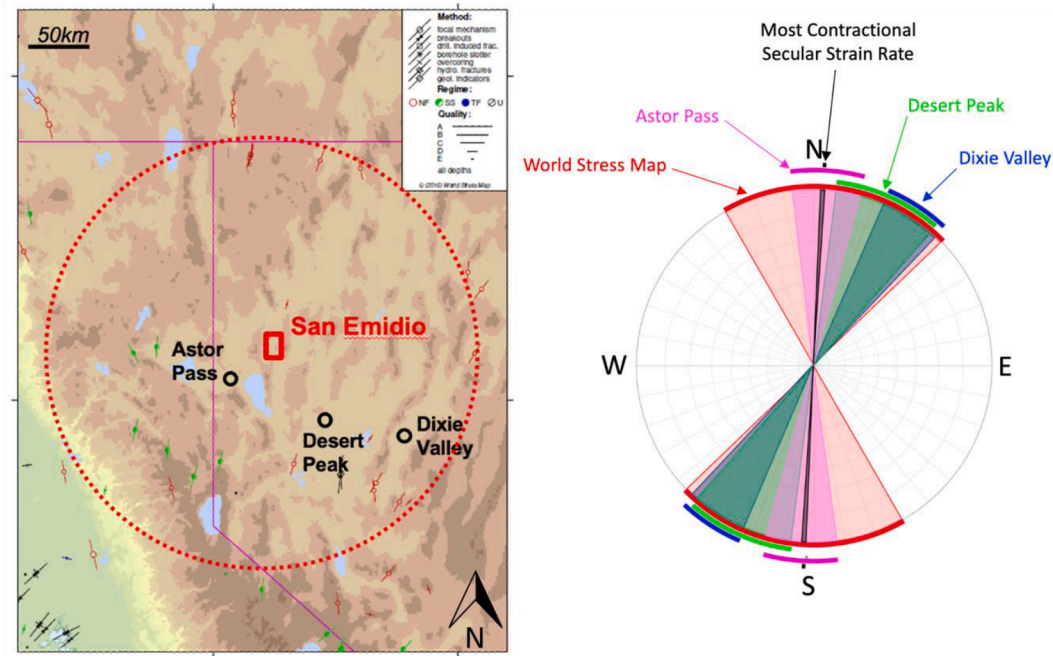 50km
Method:
focal mechanism
breakouts
drill. induced frac.
borehole slotter
overcoring
hydro. fractures
geol. indicators
Regime:
NF SS TF U
Quality:
A
B
C
D
E
all depths
© (2016) World Stress Map
San Emidio
Astor
Pass
Desert
Peak
Dixie
Valley
N
Most Contractional
Secular Strain Rate
Astor Pass
Desert Peak
World Stress Map
Dixie Valley
N
W
E
S